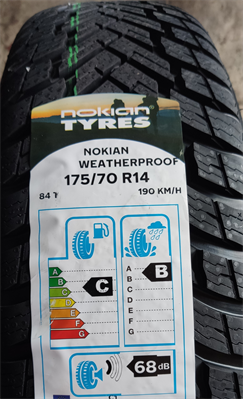 nokian
TYRES
NOKIAN
WEATHERPROOF
175/70 R14
84 T 190 KM/H
A
B
C
D
E
F
G
C
A
B
C
D
E
F
G
B
68 dB